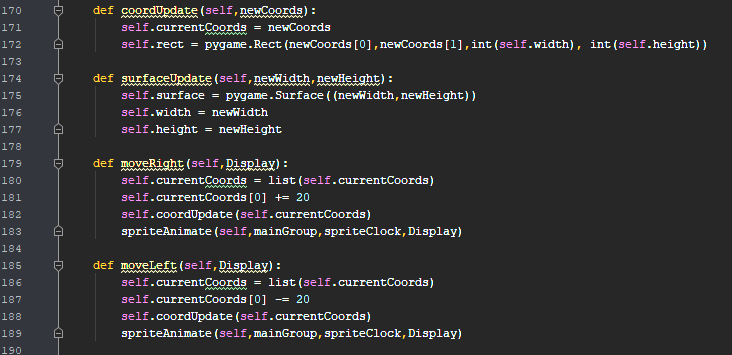 170 def coordUpdate(self,newCoords):
171 self.currentCoords = newCoords
172 self.rect = pygame.Rect(newCoords[0],newCoords[1],int(self.width), int(self.height))
173
174 def surfaceUpdate(self,newWidth,newHeight):
175 self.surface = pygame.Surface((newWidth,newHeight))
176 self.width = newWidth
177 self.height = newHeight
178
179 def moveRight(self,Display):
180 self.currentCoords = list(self.currentCoords)
181 self.currentCoords[0] += 20
182 self.coordUpdate(self.currentCoords)
183 spriteAnimate(self,mainGroup,spriteClock,Display)
184
185 def moveLeft(self,Display):
186 self.currentCoords = list(self.currentCoords)
187 self.currentCoords[0] -= 20
188 self.coordUpdate(self.currentCoords)
189 spriteAnimate(self,mainGroup,spriteClock,Display)
190